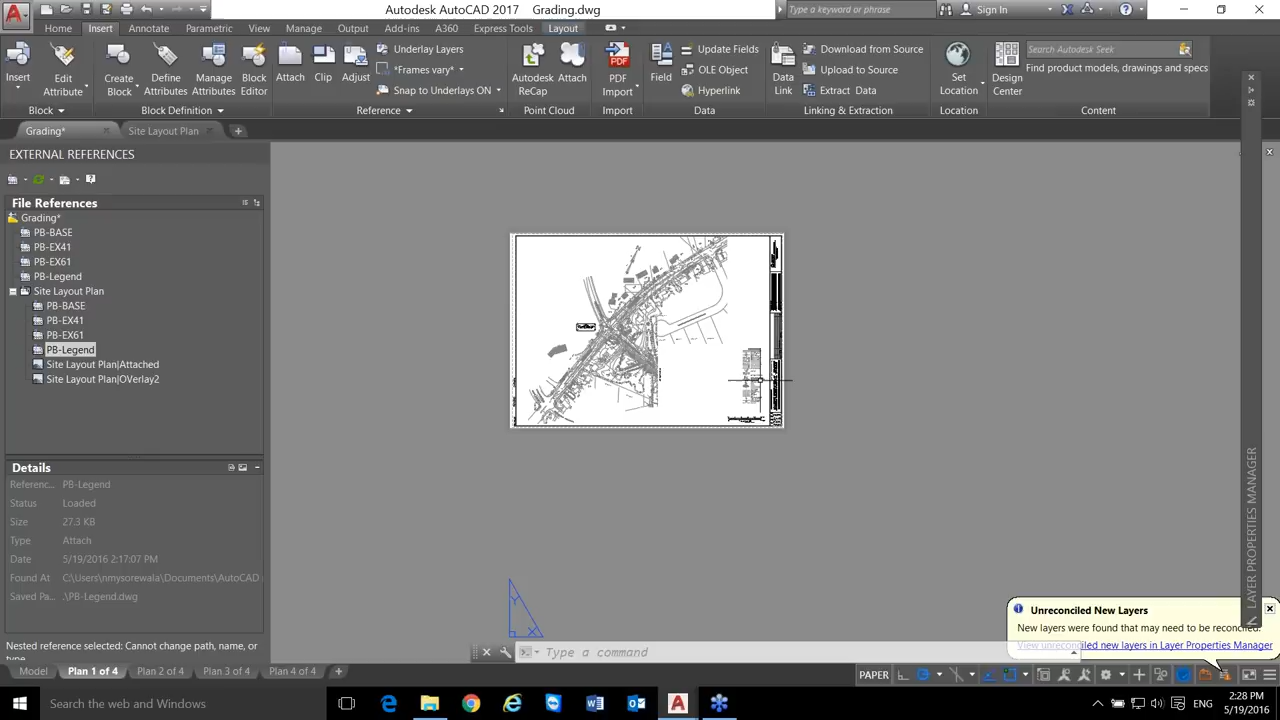 Autodesk AutoCAD 2017 Grading.dwg
Type a keyword or phrase
Sign In
Home Insert Annotate Parametric View Manage Output Add-ins A360 Express Tools Layout
Insert
Edit Attribute
Create Block
Define Attributes
Manage Attributes
Block Editor
Attach
Clip
Adjust
Underlay Layers
*Frames vary*
Snap to Underlays ON
Autodesk ReCap
Attach
PDF Import
Field
Update Fields
OLE Object
Hyperlink
Data Link
Download from Source
Upload to Source
Extract Data
Set Location
Design Center
Search Autodesk Seek
Find product models, drawings and specs
Block
Block Definition
Reference
Point Cloud
Import
Data
Linking & Extraction
Location
Content
Grading*
Site Layout Plan
EXTERNAL REFERENCES
File References
Grading*
PB-BASE
PB-EX41
PB-EX61
PB-Legend
Site Layout Plan
PB-BASE
PB-EX41
PB-EX61
PB-Legend
Site Layout Plan|Attached
Site Layout Plan|OVerlay2
Details
Referenc... PB-Legend
Status Loaded
Size 27.3 KB
Type Attach
Date 5/19/2016 2:17:07 PM
Found At C:\Users\nmysorewala\Documents\AutoCAD
Saved Pa... .\PB-Legend.dwg
Nested reference selected: Cannot change path, name, or
type.
Y
X
LAYER PROPERTIES MANAGER
Unreconciled New Layers
New layers were found that may need to be reconciled.
View unreconciled new layers in Layer Properties Manager
Type a command
Model Plan 1 of 4 Plan 2 of 4 Plan 3 of 4 Plan 4 of 4
PAPER
Search the web and Windows
ENG
2:28 PM
5/19/2016